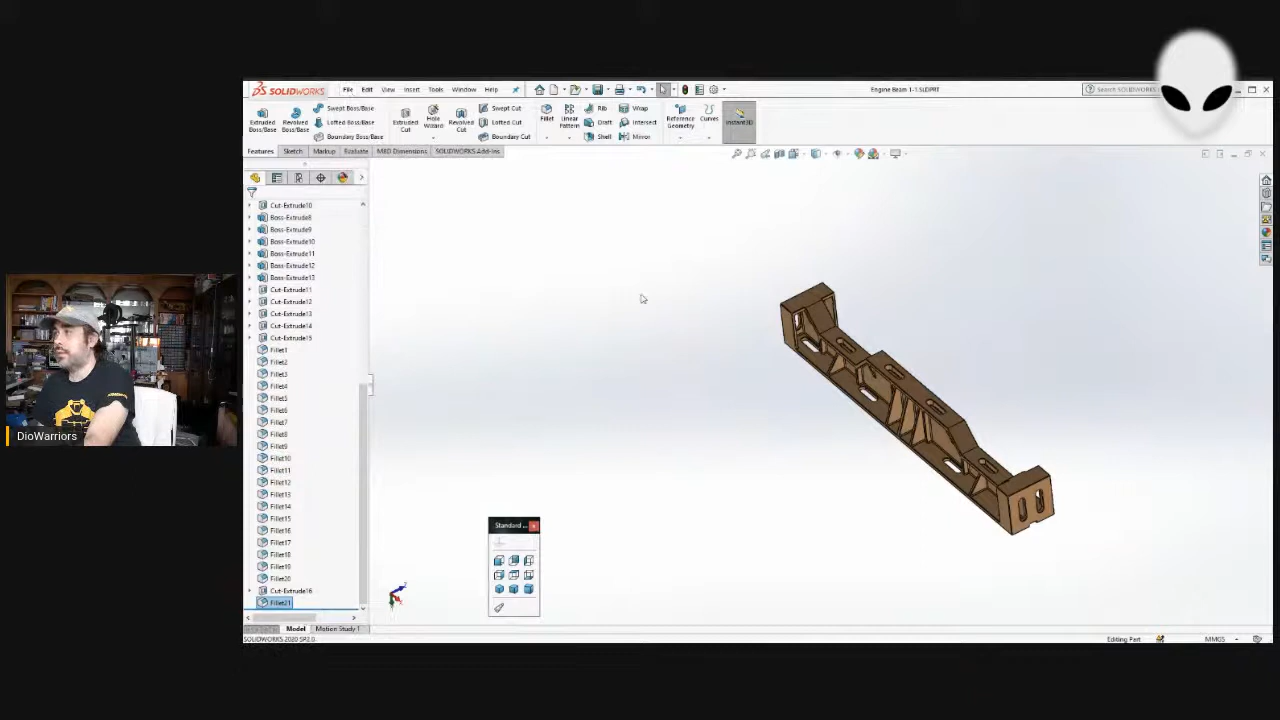 SOLIDWORKS File Edit View Insert Tools Window Help Engine Beam 1-1.SLDPRT
Extruded Boss/Base
Revolved Boss/Base
Swept Boss/Base
Lofted Boss/Base
Boundary Boss/Base
Extruded Cut
Hole Wizard
Revolved Cut
Swept Cut
Lofted Cut
Boundary Cut
Fillet
Linear Pattern
Rib
Draft
Shell
Wrap
Intersect
Mirror
Reference Geometry
Curves
Instant3D
Features Sketch Markup Evaluate MBD Dimensions SOLIDWORKS Add-Ins
Cut-Extrude10
Boss-Extrude8
Boss-Extrude9
Boss-Extrude10
Boss-Extrude11
Boss-Extrude12
Boss-Extrude13
Cut-Extrude11
Cut-Extrude12
Cut-Extrude13
Cut-Extrude14
Cut-Extrude15
Fillet1
Fillet2
Fillet3
Fillet4
Fillet5
Fillet6
Fillet7
Fillet8
Fillet9
Fillet10
Fillet11
Fillet12
Fillet13
Fillet14
Fillet15
Fillet16
Fillet17
Fillet18
Fillet19
Fillet20
Cut-Extrude16
Fillet21
Standard ...
Model Motion Study 1
SOLIDWORKS 2020 SP2.0 Editing Part MMGS
DioWarriors